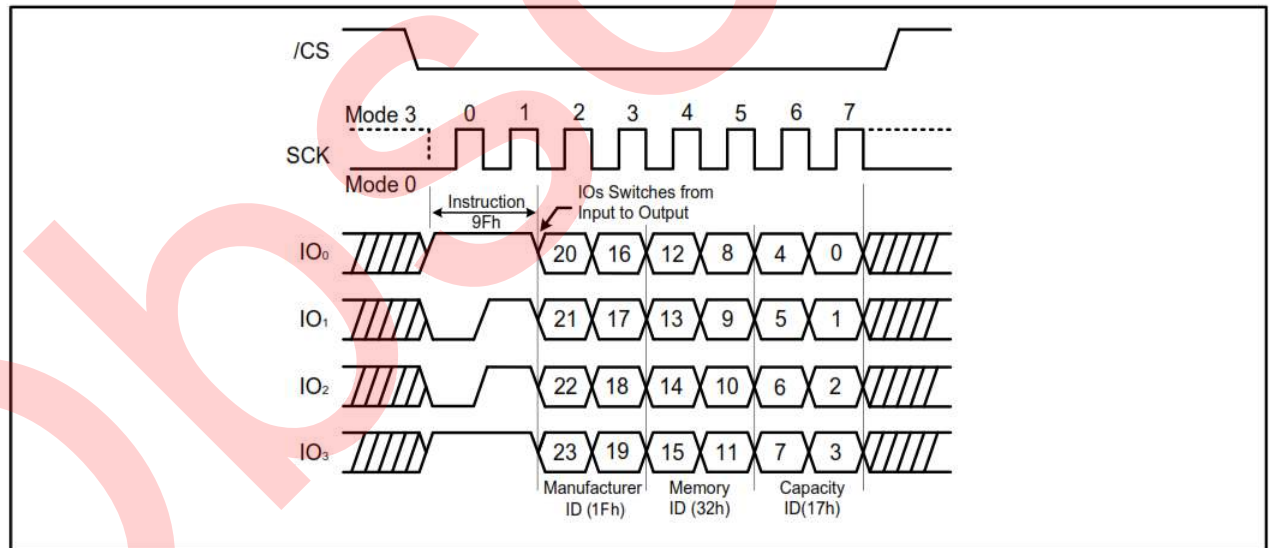 /CS
Mode 3 0 1 2 3 4 5 6 7
SCK
Mode 0
Instruction
9Fh
IOs Switches from
Input to Output
IO₀ 20 16 12 8 4 0
IO₁ 21 17 13 9 5 1
IO₂ 22 18 14 10 6 2
IO₃ 23 19 15 11 7 3
Manufacturer Memory Capacity
ID (1Fh) ID (32h) ID(17h)